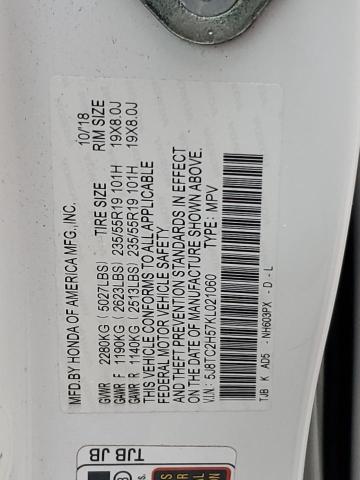 MFD.BY HONDA OF AMERICA MFG.,INC. 10/18
GVWR 2280KG (5027LBS) TIRE SIZE RIM SIZE
GAWR F 1190KG (2623LBS) 235/55R19 101H 19X8.0J
GAWR R 1140KG (2513LBS) 235/55R19 101H 19X8.0J
THIS VEHICLE CONFORMS TO ALL APPLICABLE
FEDERAL MOTOR VEHICLE SAFETY AND
THEFT PREVENTION STANDARDS IN EFFECT
ON THE DATE OF MANUFACTURE SHOWN ABOVE.
V.I.N.: 5J8TC2H57KL021060 TYPE: MPV
TJB K AD5 -NH603PX -D-L
TJB JB